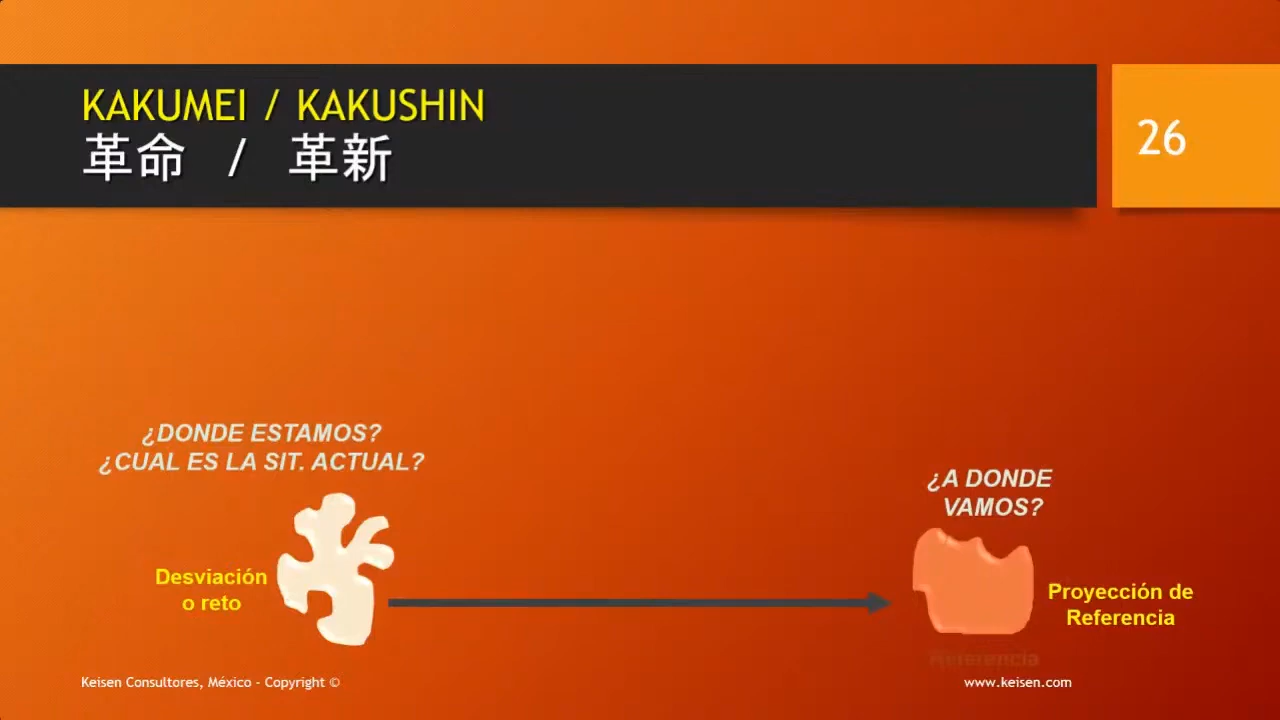 KAKUMEI / KAKUSHIN
革命 / 革新
26
¿DONDE ESTAMOS?
¿CUAL ES LA SIT. ACTUAL?
¿A DONDE
VAMOS?
Desviación
o reto
Proyección de
Referencia
Referencia
Keisen Consultores, México - Copyright ©
www.keisen.com